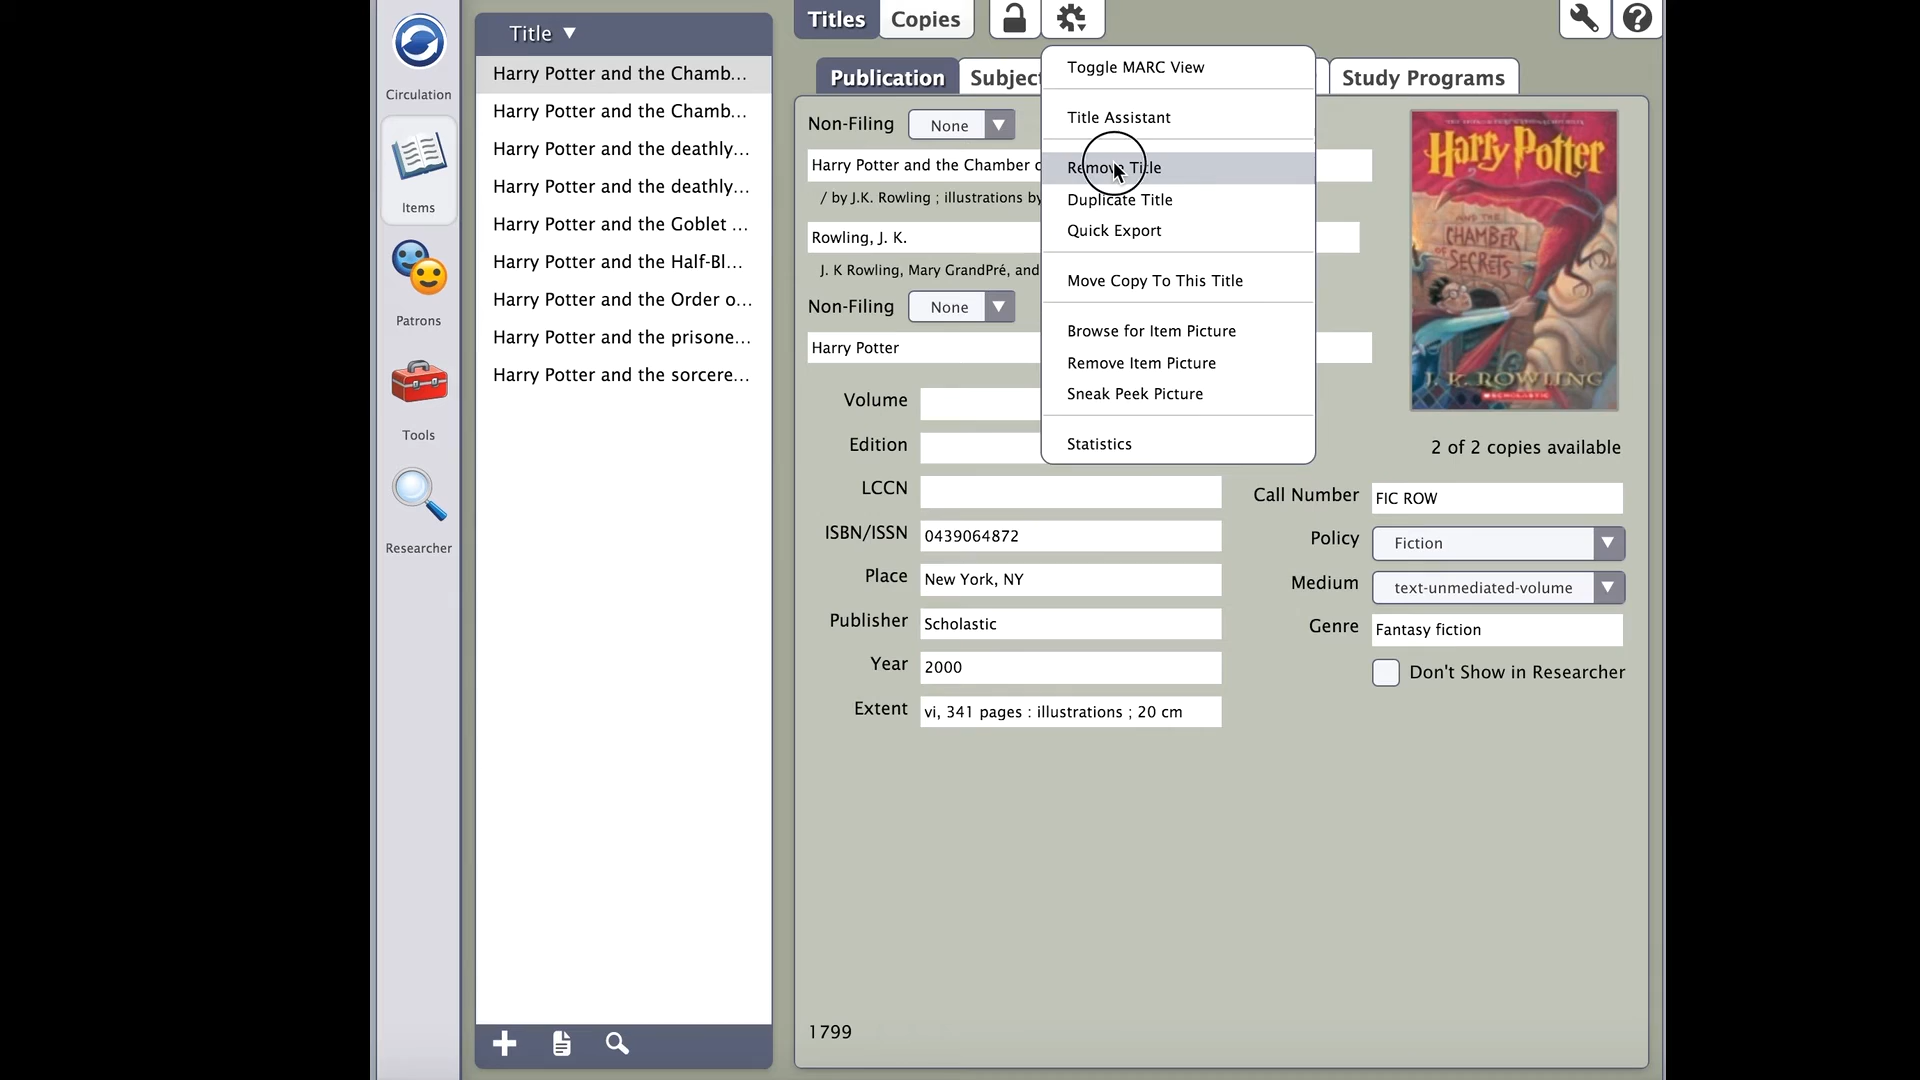 Circulation
Items
Patrons
Tools
Researcher
Title ▼
Harry Potter and the Chamb...
Harry Potter and the Chamb...
Harry Potter and the deathly...
Harry Potter and the deathly...
Harry Potter and the Goblet ...
Harry Potter and the Half-Bl...
Harry Potter and the Order o...
Harry Potter and the prisone...
Harry Potter and the sorcere...
Titles Copies
Publication Subjec Study Programs
Non-Filing None
Harry Potter and the Chamber
/ by J.K. Rowling ; illustrations by
Rowling, J. K.
J. K Rowling, Mary GrandPré, and
Non-Filing None
Harry Potter
Volume
Edition
LCCN
ISBN/ISSN 0439064872
Place New York, NY
Publisher Scholastic
Year 2000
Extent vi, 341 pages : illustrations ; 20 cm
1799
Toggle MARC View
Title Assistant
Remove Title
Duplicate Title
Quick Export
Move Copy To This Title
Browse for Item Picture
Remove Item Picture
Sneak Peek Picture
Statistics
Harry Potter
AND THE
CHAMBER
OF SECRETS
J. K. ROWLING
SCHOLASTIC
2 of 2 copies available
Call Number FIC ROW
Policy Fiction
Medium text-unmediated-volume
Genre Fantasy fiction
Don't Show in Researcher